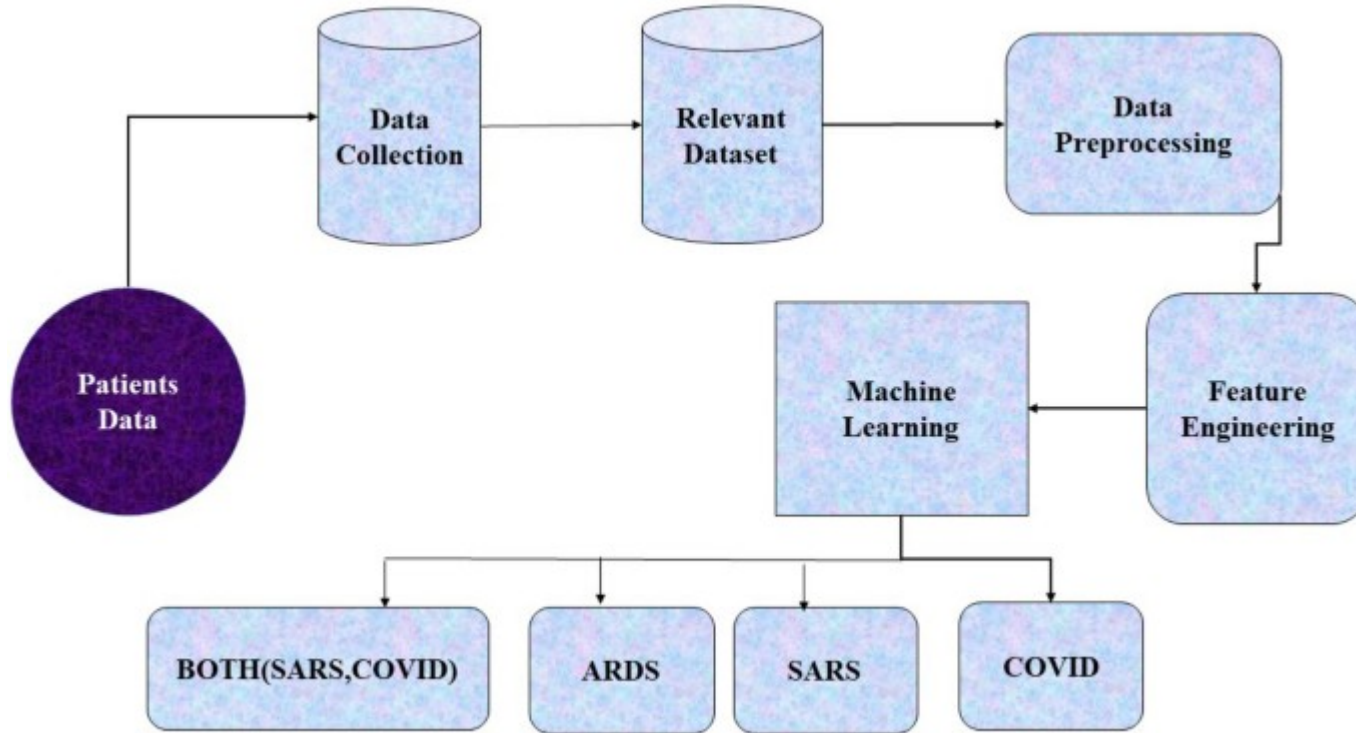 Data
Collection
Relevant
Dataset
Data
Preprocessing
Patients
Data
Machine
Learning
Feature
Engineering
BOTH(SARS,COVID)
ARDS
SARS
COVID